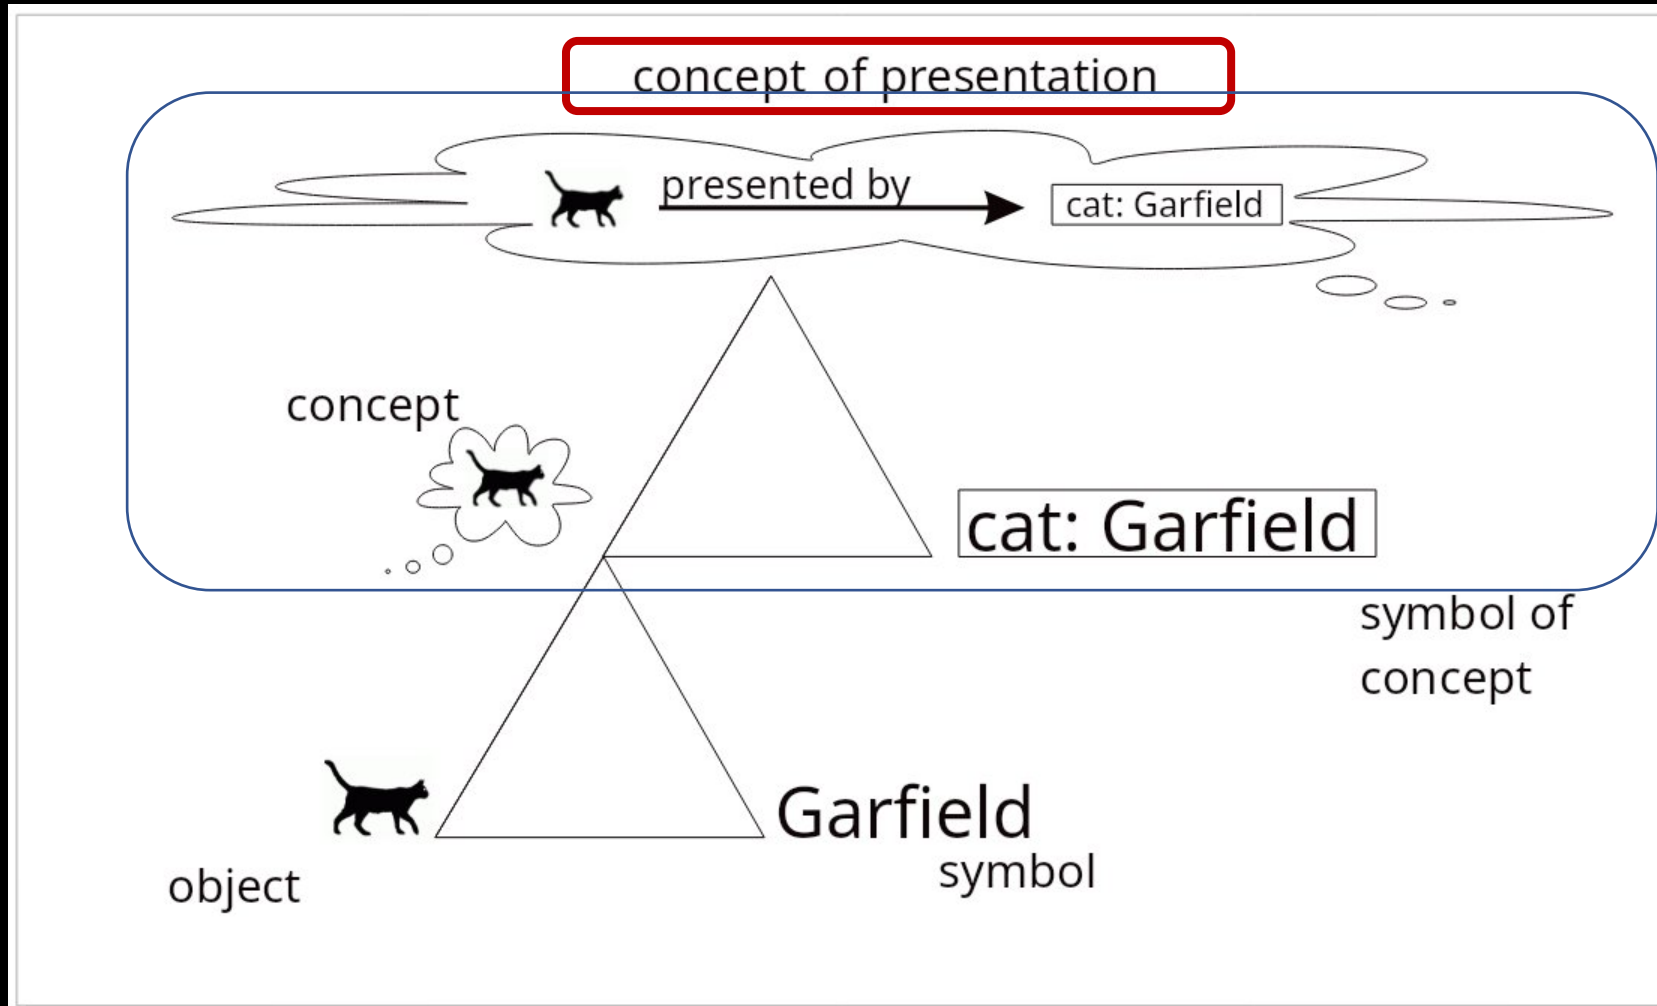 concept of presentation
presented by
cat: Garfield
concept
cat: Garfield
symbol of
concept
Garfield
symbol
object